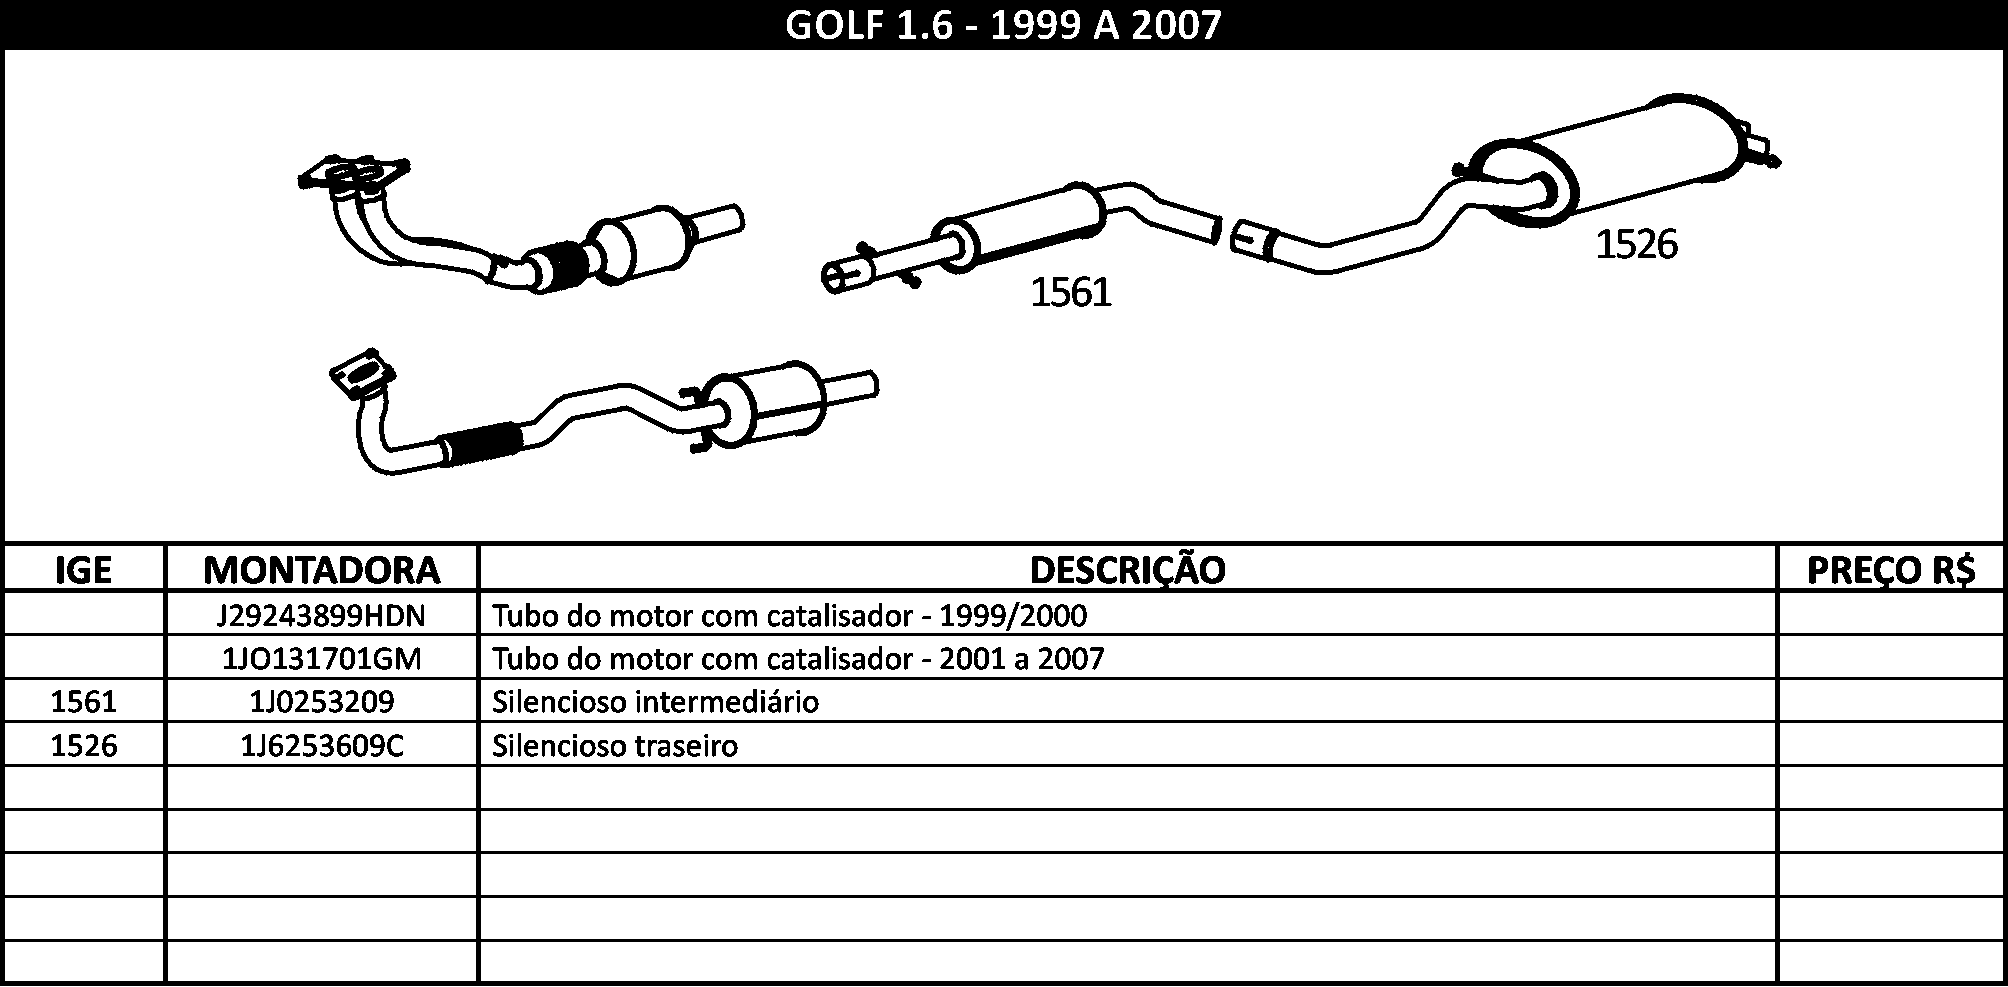 GOLF 1.6 - 1999 A 2007
1526
1561
IGE MONTADORA DESCRIÇÃO PREÇO R$
J29243899HDN Tubo do motor com catalisador - 1999/2000
1JO131701GM Tubo do motor com catalisador - 2001 a 2007
1561 1J0253209 Silencioso intermediário
1526 1J6253609C Silencioso traseiro